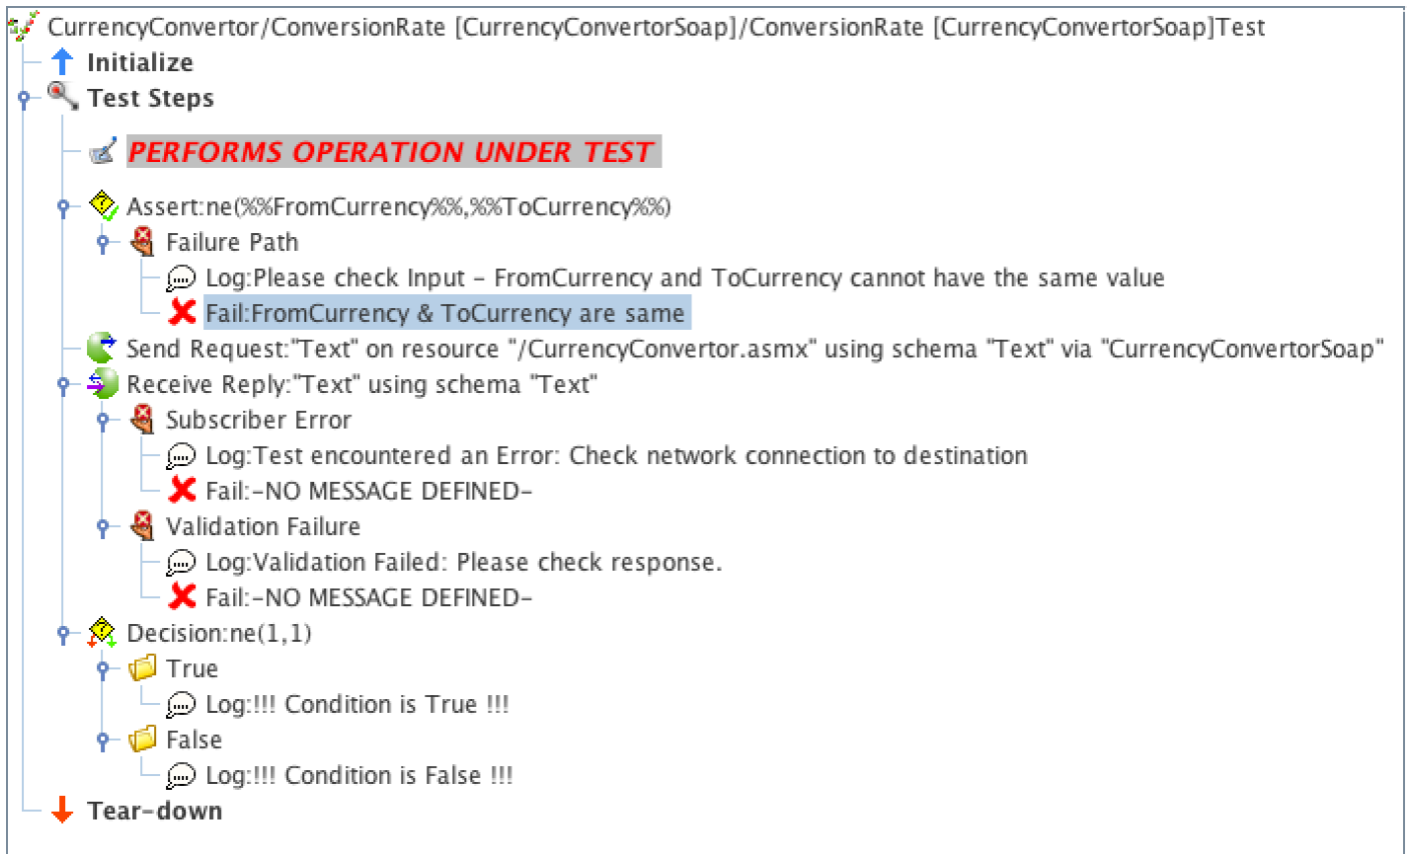 CurrencyConvertor/ConversionRate [CurrencyConvertorSoap]/ConversionRate [CurrencyConvertorSoap]Test
Initialize
Test Steps
PERFORMS OPERATION UNDER TEST
Assert:ne(%%FromCurrency%%,%%ToCurrency%%)
Failure Path
Log:Please check Input – FromCurrency and ToCurrency cannot have the same value
Fail:FromCurrency & ToCurrency are same
Send Request:"Text" on resource "/CurrencyConvertor.asmx" using schema "Text" via "CurrencyConvertorSoap"
Receive Reply:"Text" using schema "Text"
Subscriber Error
Log:Test encountered an Error: Check network connection to destination
Fail:–NO MESSAGE DEFINED–
Validation Failure
Log:Validation Failed: Please check response.
Fail:–NO MESSAGE DEFINED–
Decision:ne(1,1)
True
Log:!!! Condition is True !!!
False
Log:!!! Condition is False !!!
Tear–down